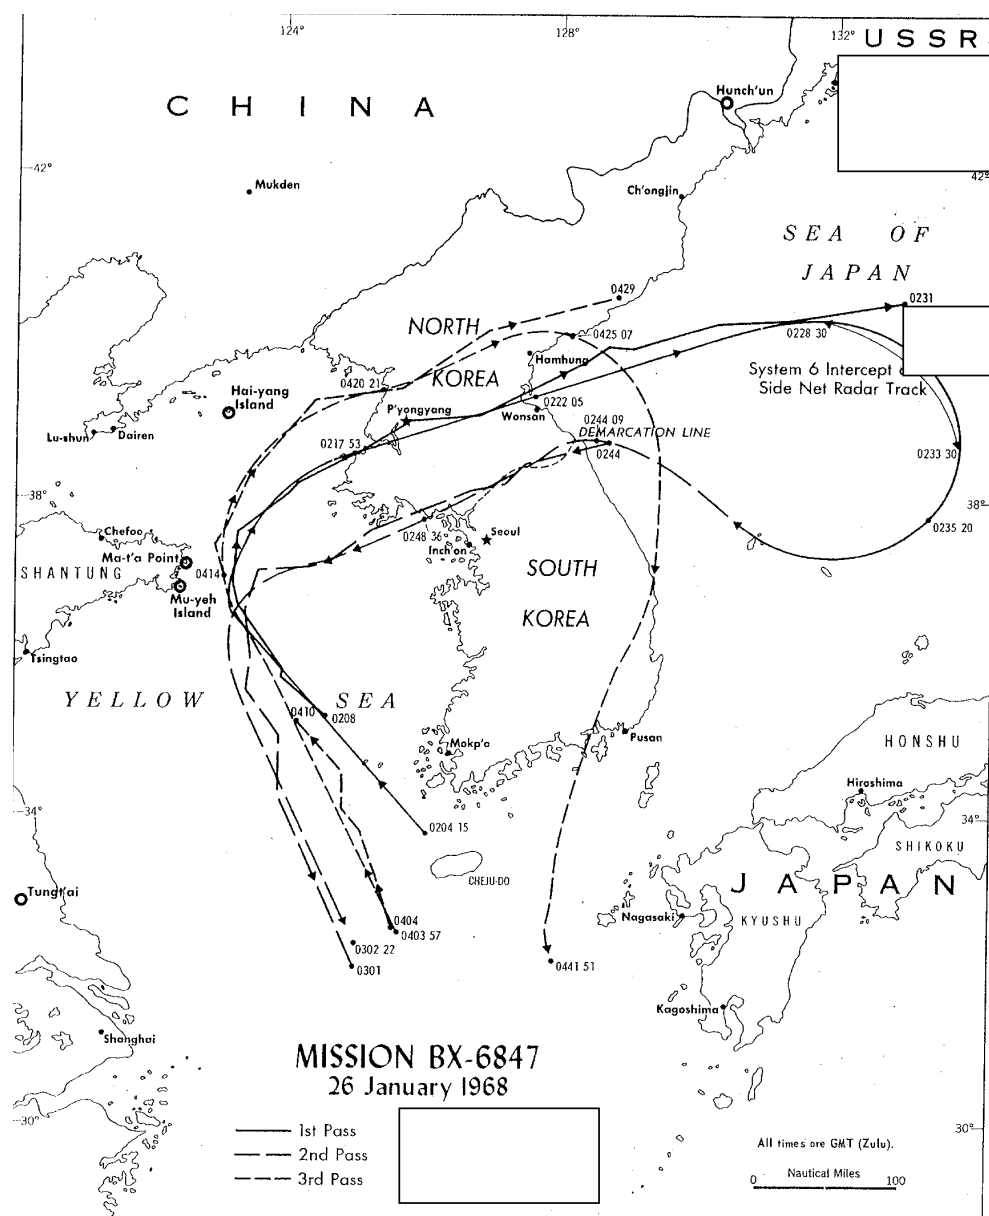 124°
128°
132°
USSR
CHINA
Hunch'un
42°
42°
Mukden
Ch'ongjin
SEA OF
JAPAN
0429
0231
NORTH
KOREA
0425 07
0228 30
Hamhung
System 6 Intercept
Side Net Radar Track
0420 21
Hai-yang
Island
P'yongyang
0222 05
Wonsan
Lu-shun
Dairen
0244 09
DEMARCATION LINE
0217 53
0244
0233 30
38°
38°
0248 36
0235 20
Chefoo
Seoul
Inch'on
Ma-t'a Point
SHANTUNG
0414
SOUTH
KOREA
Mu-yeh
Island
Tsingtao
YELLOW SEA
0410
0208
Mokp'o
Pusan
HONSHU
Hiroshima
34°
34°
0204 15
SHIKOKU
CHEJU-DO
JAPAN
Tungt'ai
0404
0403 57
Nagasaki
KYUSHU
0302 22
0301
0441 51
Kagoshima
Shanghai
MISSION BX-6847
26 January 1968
30°
30°
1st Pass
2nd Pass
3rd Pass
All times are GMT (Zulu).
Nautical Miles
0 100